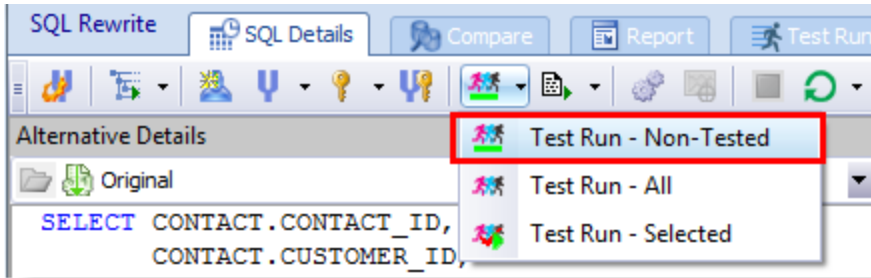 SQL Rewrite SQL Details Compare Report Test Run
Alternative Details
Test Run - Non-Tested
Original
Test Run - All
SELECT CONTACT.CONTACT_ID,
Test Run - Selected
CONTACT.CUSTOMER_ID,